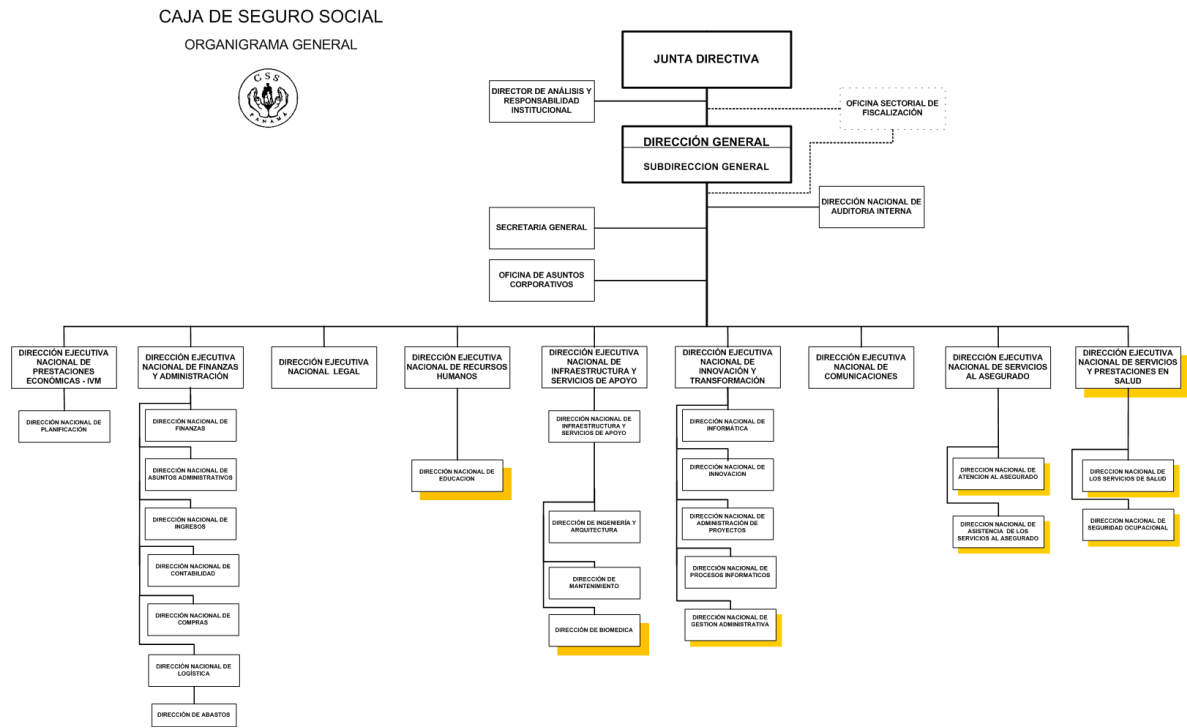 CAJA DE SEGURO SOCIAL
ORGANIGRAMA GENERAL
CSS
PANAMA
JUNTA DIRECTIVA
DIRECTOR DE ANÁLISIS Y
RESPONSABILIDAD
INSTITUCIONAL
OFICINA SECTORIAL DE
FISCALIZACIÓN
DIRECCIÓN GENERAL
SUBDIRECCION GENERAL
DIRECCIÓN NACIONAL DE
AUDITORIA INTERNA
SECRETARIA GENERAL
OFICINA DE ASUNTOS
CORPORATIVOS
DIRECCIÓN EJECUTIVA
NACIONAL DE
PRESTACIONES
ECONÓMICAS - IVM
DIRECCIÓN NACIONAL DE
PLANIFICACIÓN
DIRECCIÓN EJECUTIVA
NACIONAL DE FINANZAS
Y ADMINISTRACIÓN
DIRECCIÓN NACIONAL DE
FINANZAS
DIRECCIÓN NACIONAL DE
ASUNTOS ADMINISTRATIVOS
DIRECCIÓN NACIONAL DE
INGRESOS
DIRECCIÓN NACIONAL DE
CONTABILIDAD
DIRECCIÓN NACIONAL DE
COMPRAS
DIRECCIÓN NACIONAL DE
LOGÍSTICA
DIRECCIÓN DE ABASTOS
DIRECCIÓN EJECUTIVA
NACIONAL LEGAL
DIRECCIÓN EJECUTIVA
NACIONAL DE RECURSOS
HUMANOS
DIRECCIÓN NACIONAL DE
EDUCACION
DIRECCIÓN EJECUTIVA
NACIONAL DE
INFRAESTRUCTURA Y
SERVICIOS DE APOYO
DIRECCIÓN NACIONAL DE
INFRAESTRUCTURA Y
SERVICIOS DE APOYO
DIRECCIÓN DE INGENIERÍA Y
ARQUITECTURA
DIRECCIÓN DE
MANTENIMIENTO
DIRECCIÓN DE BIOMEDICA
DIRECCIÓN EJECUTIVA
NACIONAL DE
INNOVACIÓN Y
TRANSFORMACIÓN
DIRECCIÓN NACIONAL DE
INFORMÁTICA
DIRECCIÓN NACIONAL DE
INNOVACION
DIRECCIÓN NACIONAL DE
ADMINISTRACIÓN DE
PROYECTOS
DIRECCIÓN NACIONAL DE
PROCESOS INFORMATICOS
DIRECCIÓN NACIONAL DE
GESTION ADMINISTRATIVA
DIRECCIÓN EJECUTIVA
NACIONAL DE
COMUNICACIONES
DIRECCIÓN EJECUTIVA
NACIONAL DE SERVICIOS
AL ASEGURADO
DIRECCION NACIONAL DE
ATENCION AL ASEGURADO
DIRECCION NACIONAL DE
ASISTENCIA DE LOS
SERVICIOS AL ASEGURADO
DIRECCIÓN EJECUTIVA
NACIONAL DE SERVICIOS
Y PRESTACIONES EN
SALUD
DIRECCION NACIONAL DE
LOS SERVICIOS DE SALUD
DIRECCION NACIONAL DE
SEGURIDAD OCUPACIONAL